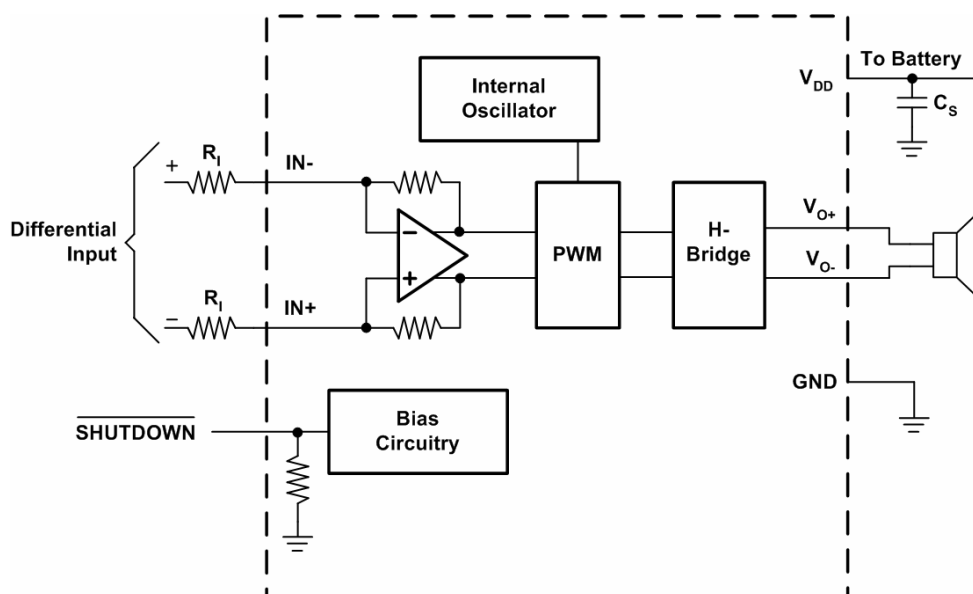 To Battery
V_DD
C_S
Internal
Oscillator
R_I
IN-
+
Differential
Input
−
+
PWM
H-
Bridge
V_O+
V_O-
−
R_I
IN+
GND
SHUTDOWN
Bias
Circuitry